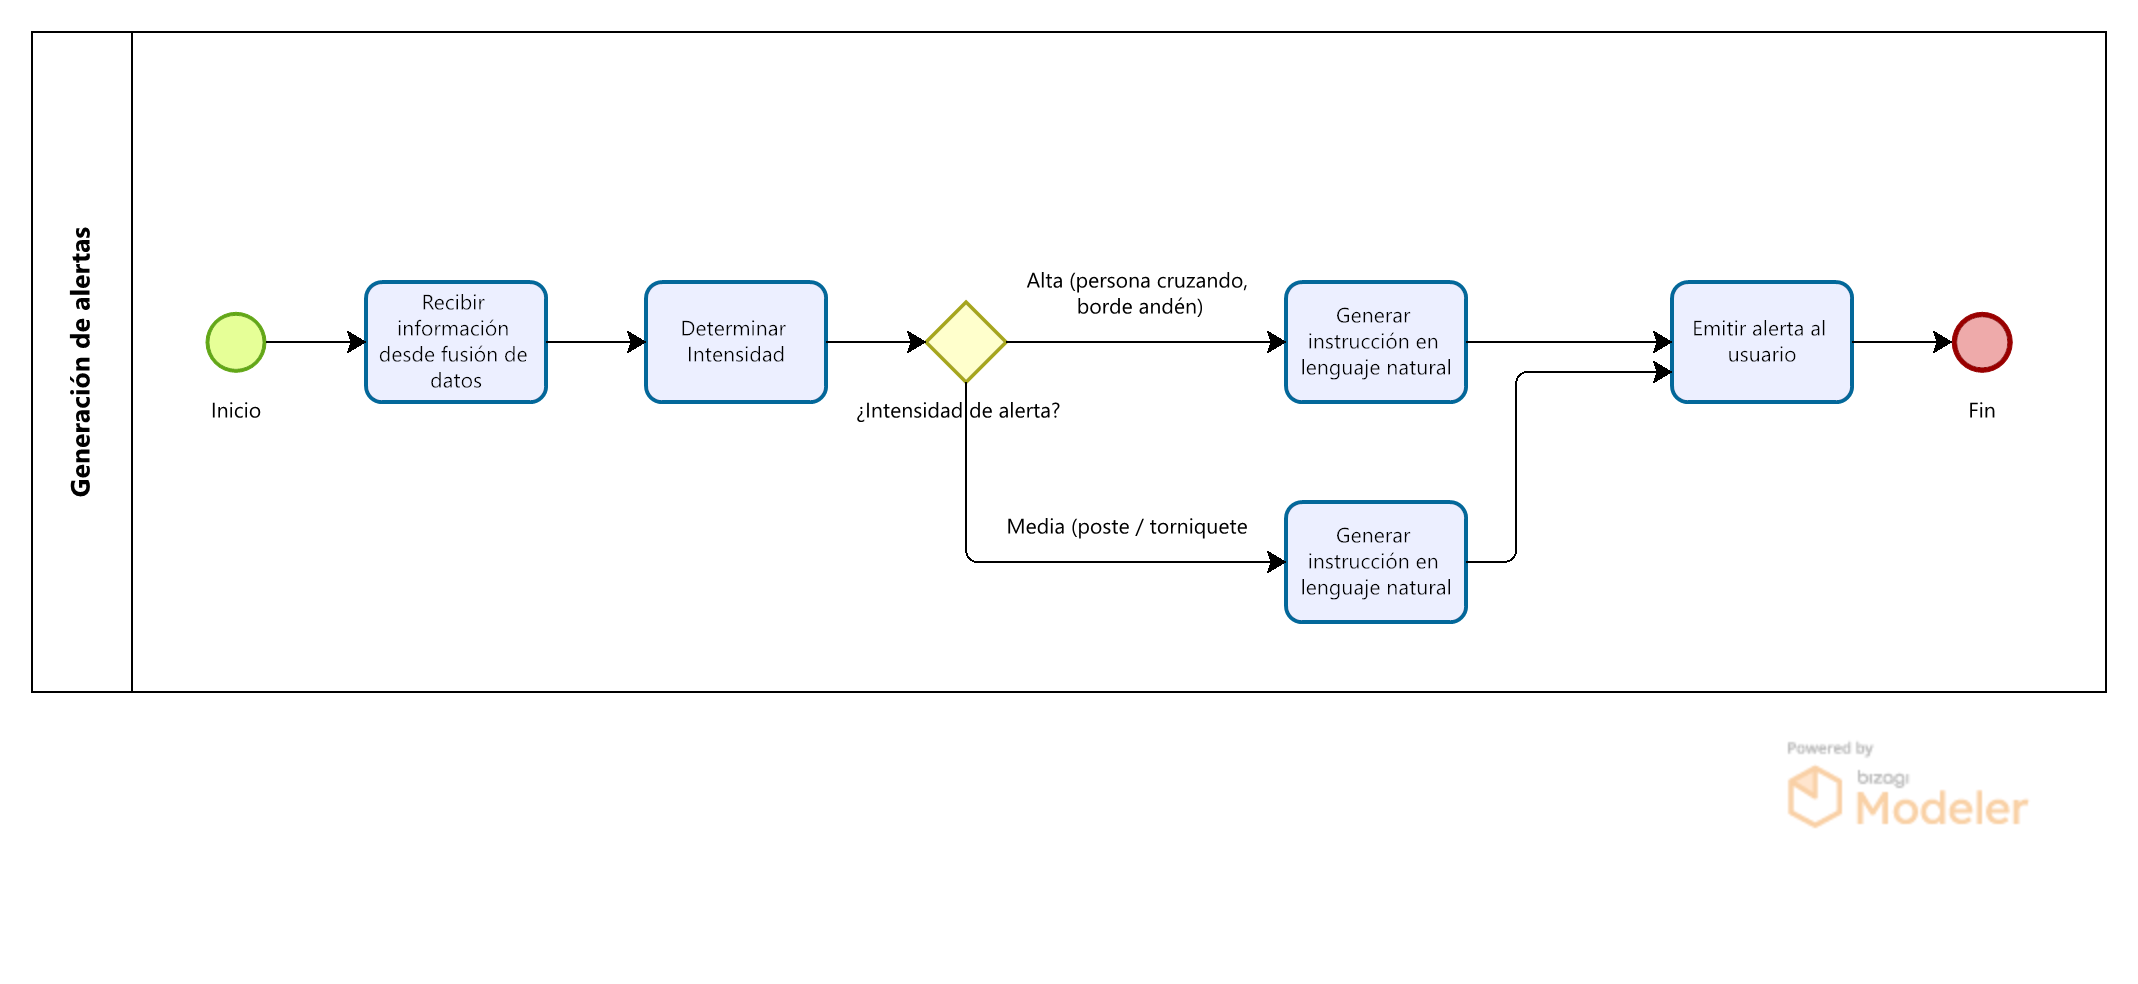 Generación de alertas
Inicio
Recibir
información
desde fusión de
datos
Determinar
Intensidad
¿Intensidad de alerta?
Alta (persona cruzando,
borde andén)
Generar
instrucción en
lenguaje natural
Media (poste / torniquete
Generar
instrucción en
lenguaje natural
Emitir alerta al
usuario
Fin
Powered by
bizagi
Modeler